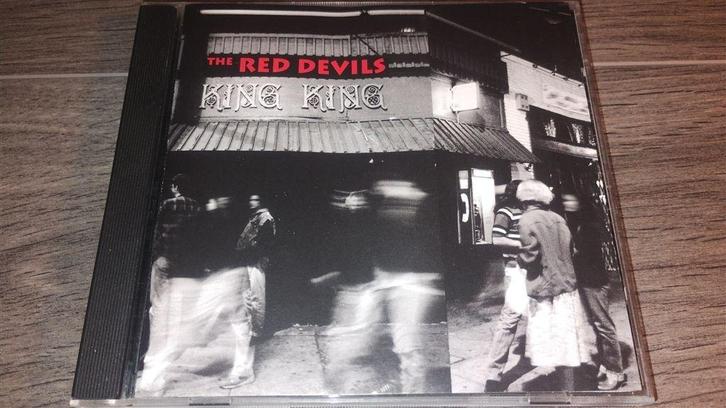 THE RED DEVILS
KING KING